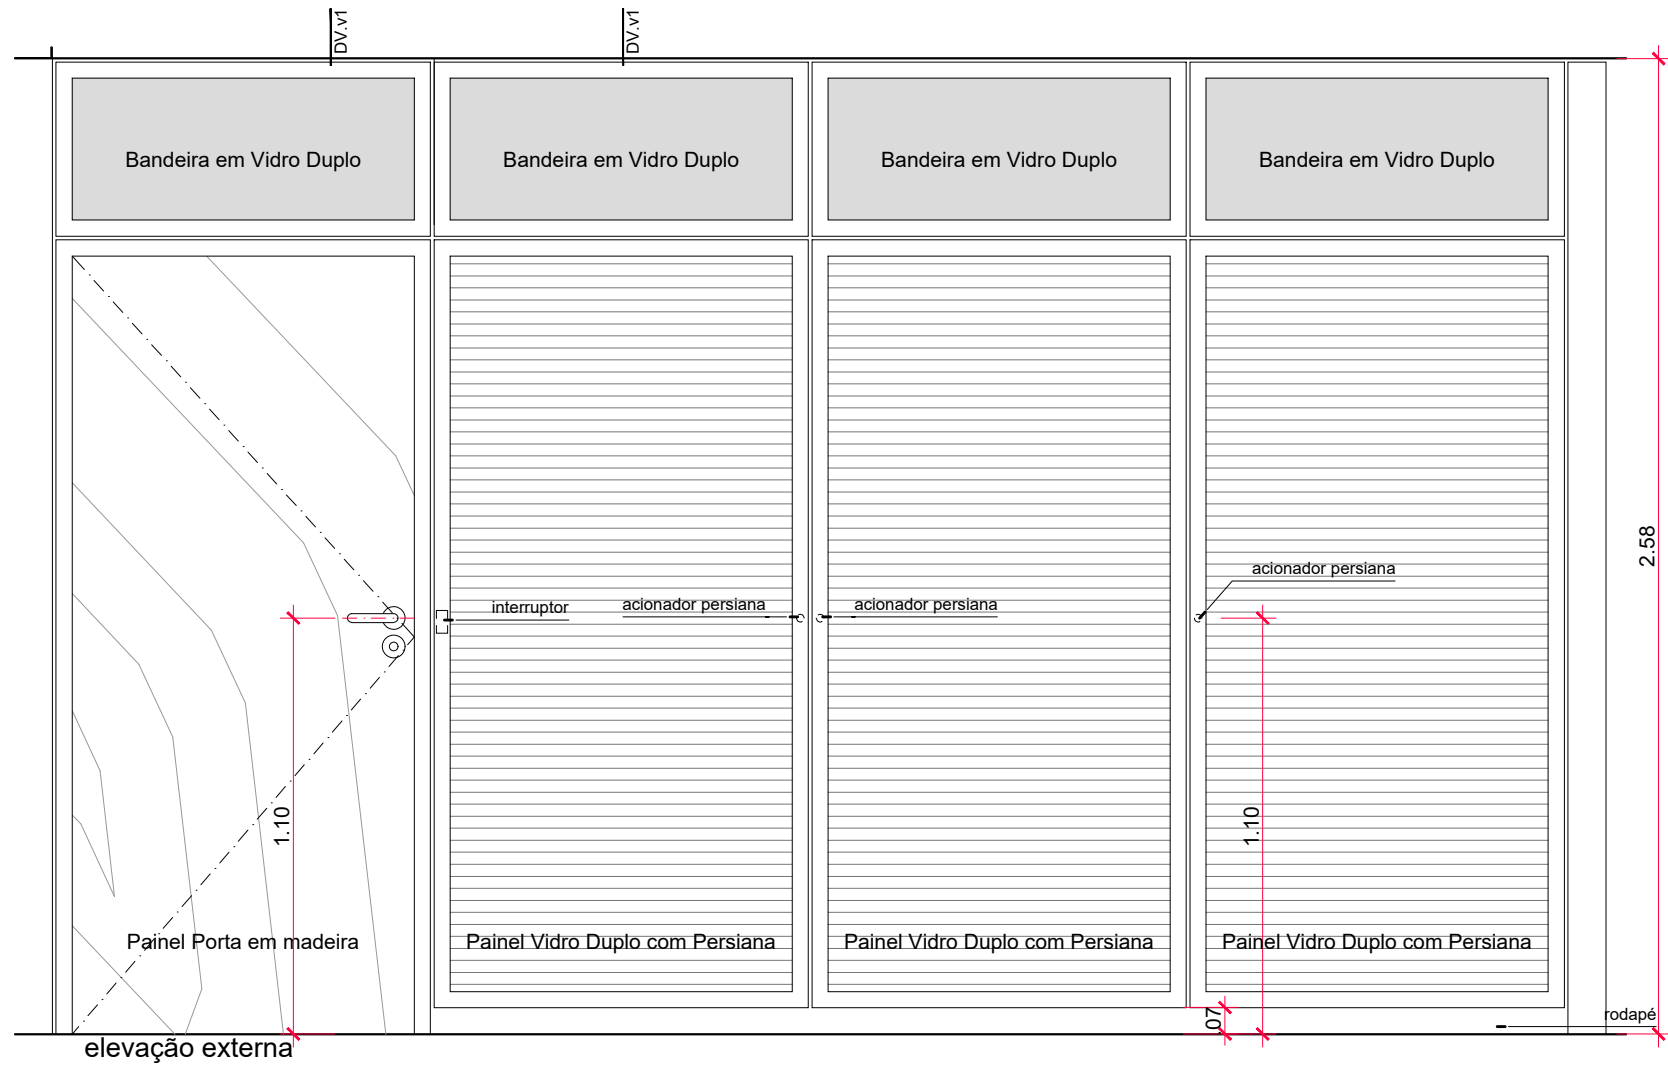 DV.v1
DV.v1
Bandeira em Vidro Duplo
Bandeira em Vidro Duplo
Bandeira em Vidro Duplo
Bandeira em Vidro Duplo
2.58
acionador persiana
interruptor
acionador persiana
acionador persiana
1.10
1.10
Painel Porta em madeira
Painel Vidro Duplo com Persiana
Painel Vidro Duplo com Persiana
Painel Vidro Duplo com Persiana
.07
rodapé
elevação externa